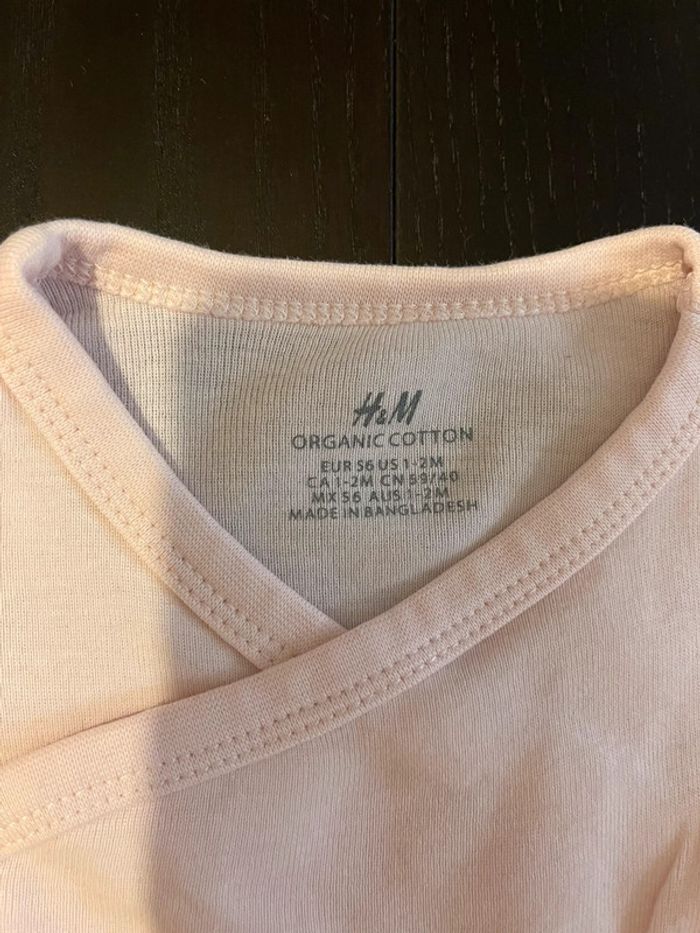 H&M
ORGANIC COTTON
EUR 56 US 1-2M
CA 1-2M CN 59/40
MX 56 AUS 1-2M
MADE IN BANGLADESH